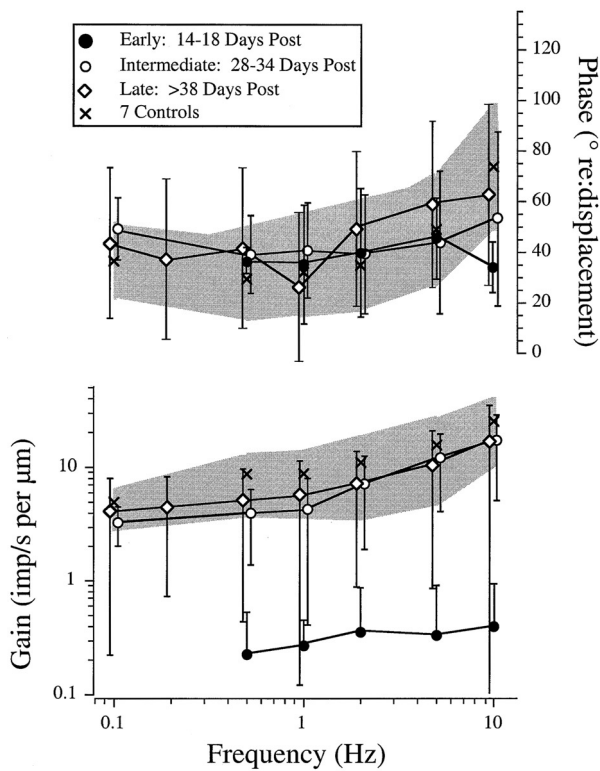 Early: 14-18 Days Post
Intermediate: 28-34 Days Post
Late: >38 Days Post
7 Controls
120
100
80
60
40
20
0
Phase (° re:displacement)
10
1
0.1
Gain (imp/s per μm)
0.1
1
10
Frequency (Hz)